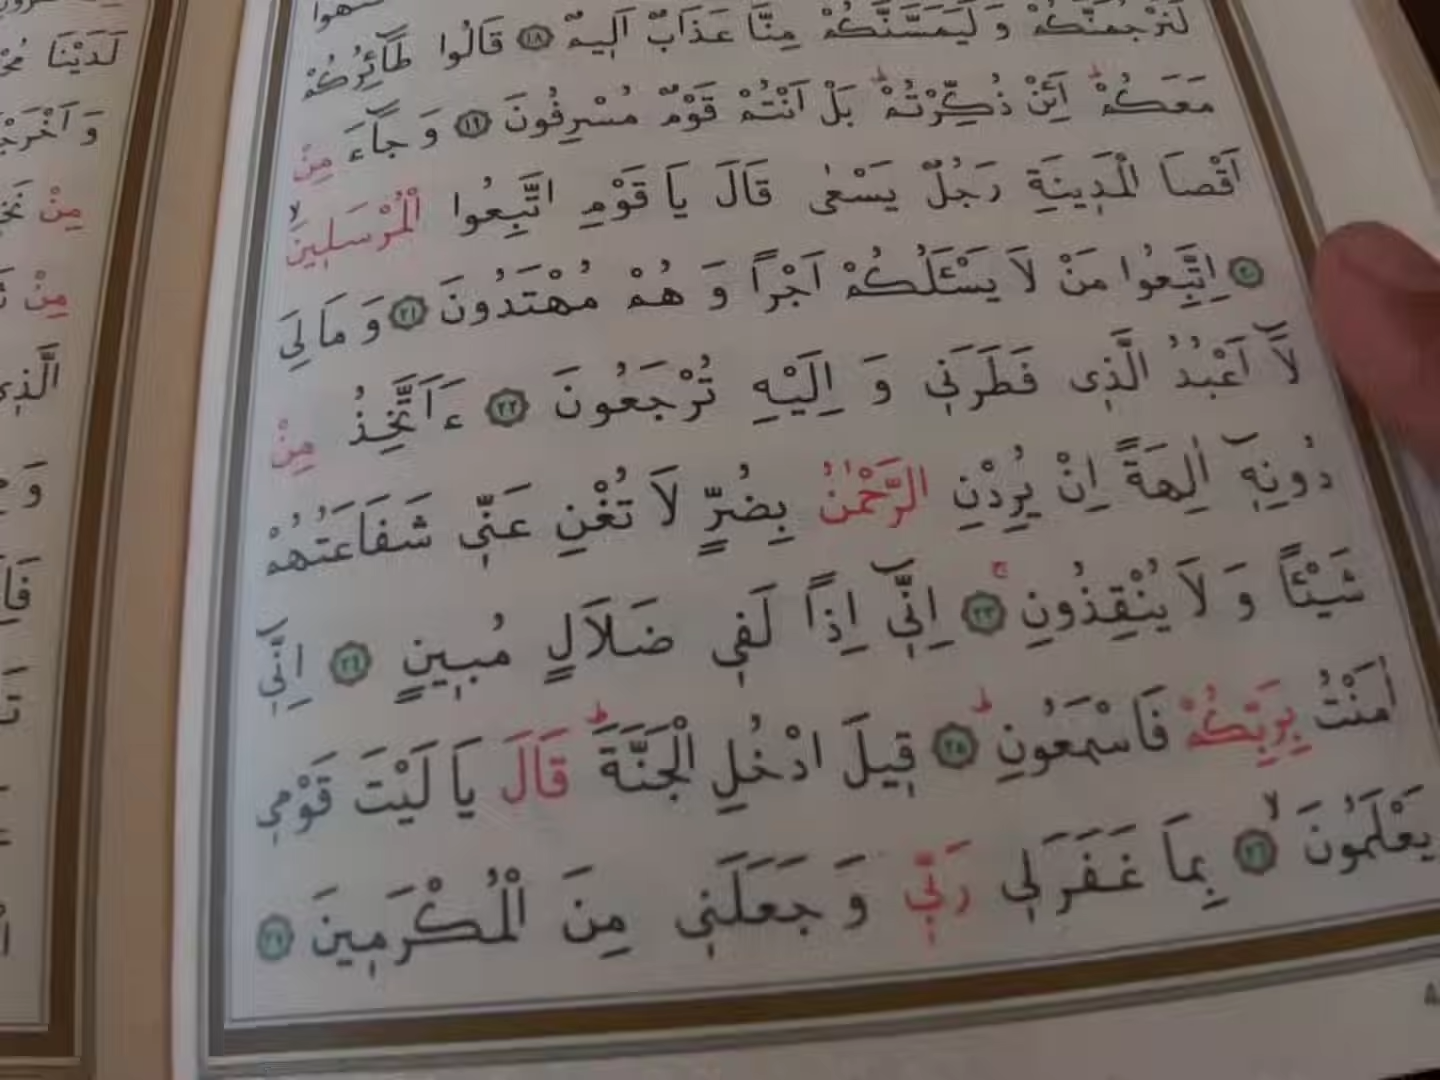 لَنَرْجُمَنَّكُمْ وَ لَيَمَسَّنَّكُمْ مِنَّا عَذَابٌ اَلِيمٌ ﴿١٨﴾ قَالُوا طَٓائِرُكُمْ
مَعَكُمْۜ اَئِنْ ذُكِّرْتُمْۜ بَلْ اَنْتُمْ قَوْمٌ مُسْرِفُونَ ﴿١٩﴾ وَ جَٓاءَ مِنْ
اَقْصَا الْمَدِينَةِ رَجُلٌ يَسْعٰى قَالَ يَا قَوْمِ اتَّبِعُوا الْمُرْسَلِينَۙ
﴿٢٠﴾ اِتَّبِعُوا مَنْ لَا يَسْـَٔلُكُمْ اَجْرًا وَ هُمْ مُهْتَدُونَ ﴿٢١﴾ وَ مَا لِيَ
لَٓا اَعْبُدُ الَّذِى فَطَرَنِى وَ اِلَيْهِ تُرْجَعُونَ ﴿٢٢﴾ ءَاَتَّخِذُ مِنْ
دُونِهِٓ اٰلِهَةً اِنْ يُرِدْنِ الرَّحْمٰنُ بِضُرٍّ لَا تُغْنِ عَنِّى شَفَاعَتُهُمْ
شَيْـًٔا وَ لَا يُنْقِذُونِۚ ﴿٢٣﴾ اِنِّٓى اِذًا لَفِى ضَلَالٍ مُبِينٍ ﴿٢٤﴾ اِنِّٓى
اٰمَنْتُ بِرَبِّكُمْ فَاسْمَعُونِۜ ﴿٢٥﴾ قِيلَ ادْخُلِ الْجَنَّةَۜ قَالَ يَا لَيْتَ قَوْمِى
يَعْلَمُونَۙ ﴿٢٦﴾ بِمَا غَفَرَ لِى رَبِّى وَ جَعَلَنِى مِنَ الْمُكْرَمِينَ ﴿٢٧﴾